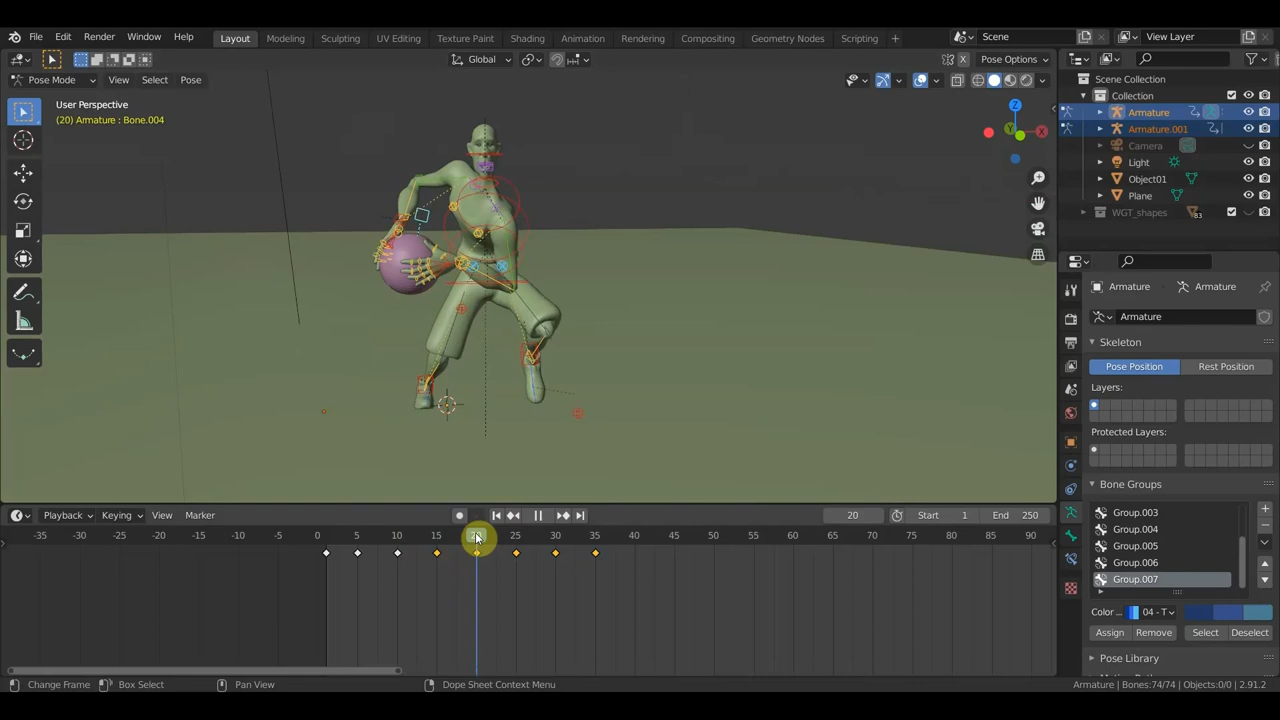 File Edit Render Window Help Layout Modeling Sculpting UV Editing Texture Paint Shading Animation Rendering Compositing Geometry Nodes Scripting Scene View Layer
Global Pose Options
Pose Mode View Select Pose
User Perspective
(20) Armature : Bone.004
Z
X
Y
Scene Collection
Collection
Armature
Armature.001
Camera
Light
Object01
Plane
WGT_shapes
83
Armature Armature
Armature
Skeleton
Pose Position Rest Position
Layers:
Protected Layers:
Bone Groups
Group.003
Group.004
Group.005
Group.006
Group.007
Color ... 04 - T
Assign Remove Select Deselect
Pose Library
Playback Keying View Marker 20 Start 1 End 250
-35 -30 -25 -20 -15 -10 -5 0 5 10 15 20 25 30 35 40 45 50 55 60 65 70 75 80 85 90
Change Frame Box Select Pan View Dope Sheet Context Menu Armature | Bones:74/74 | Objects:0/0 | 2.91.2